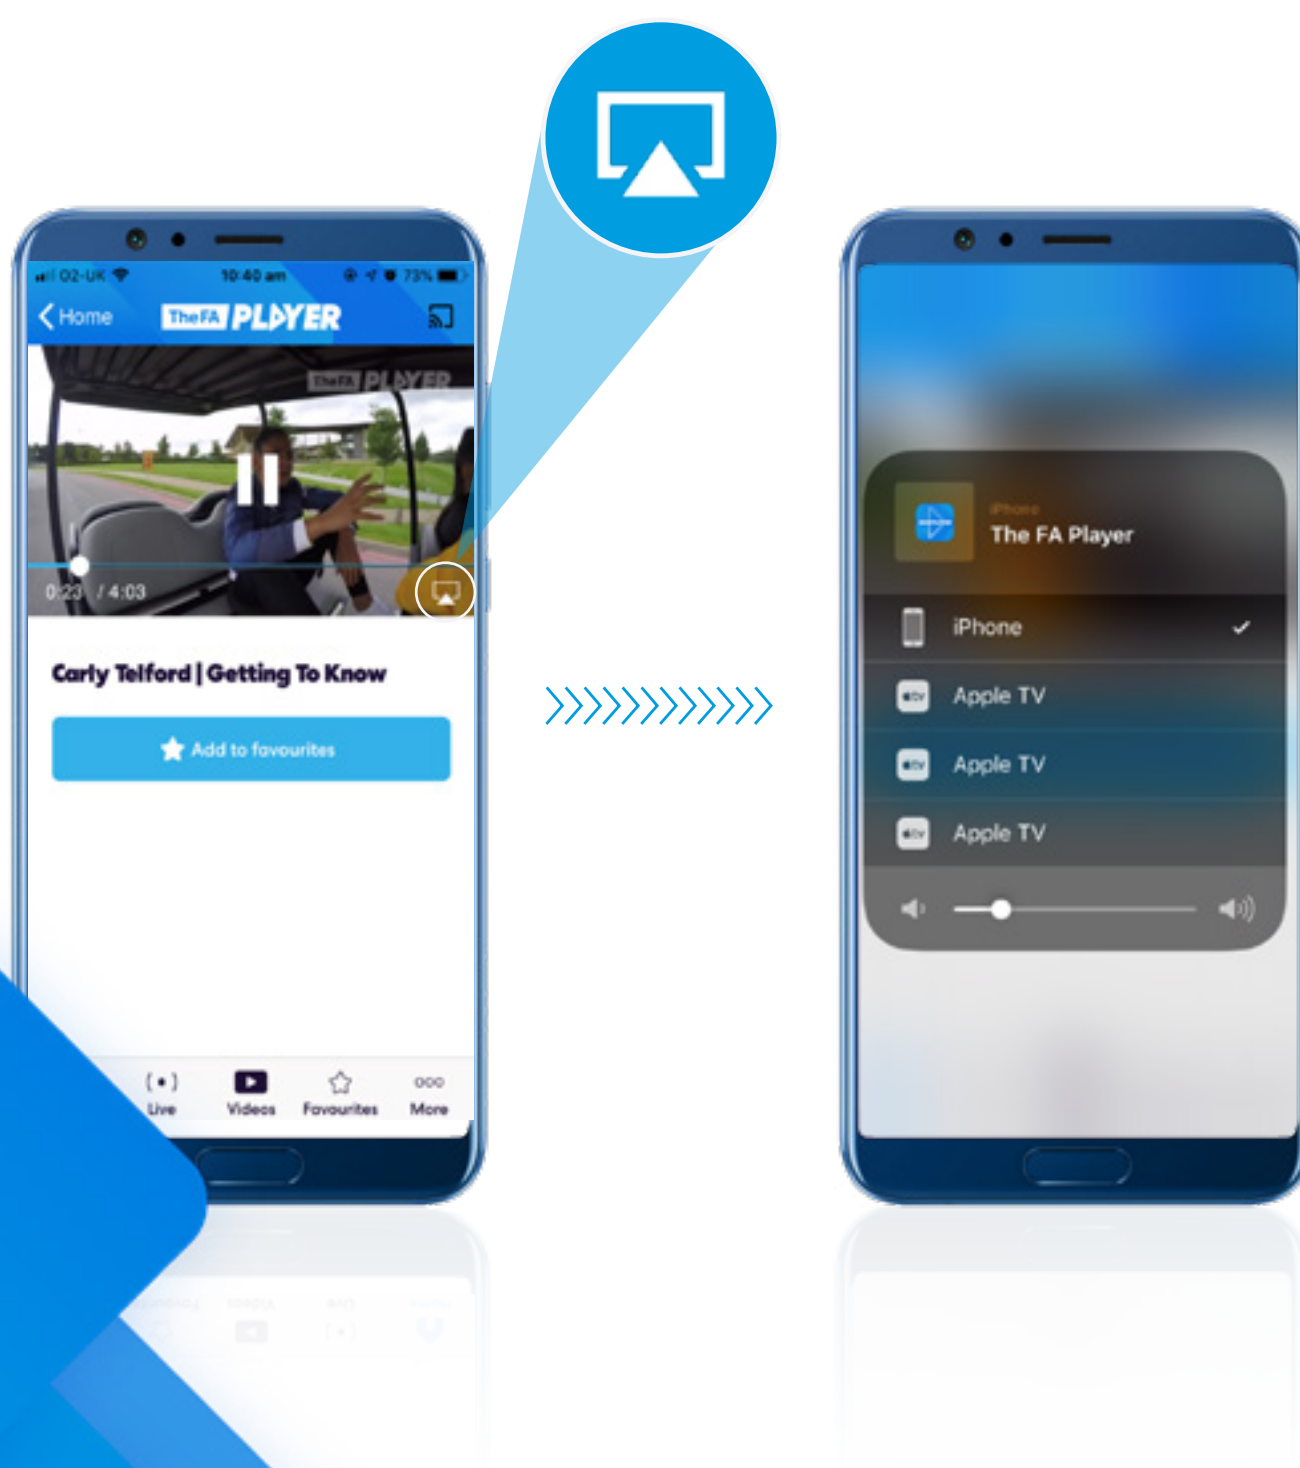 O2-UK
10:40 am
73%
Home
TheFA PLAYER
TheFA PLAYER
0:23 / 4:03
Carly Telford | Getting To Know
Add to favourites
Live
Videos
Favourites
More
iPhone
The FA Player
iPhone
Apple TV
Apple TV
Apple TV